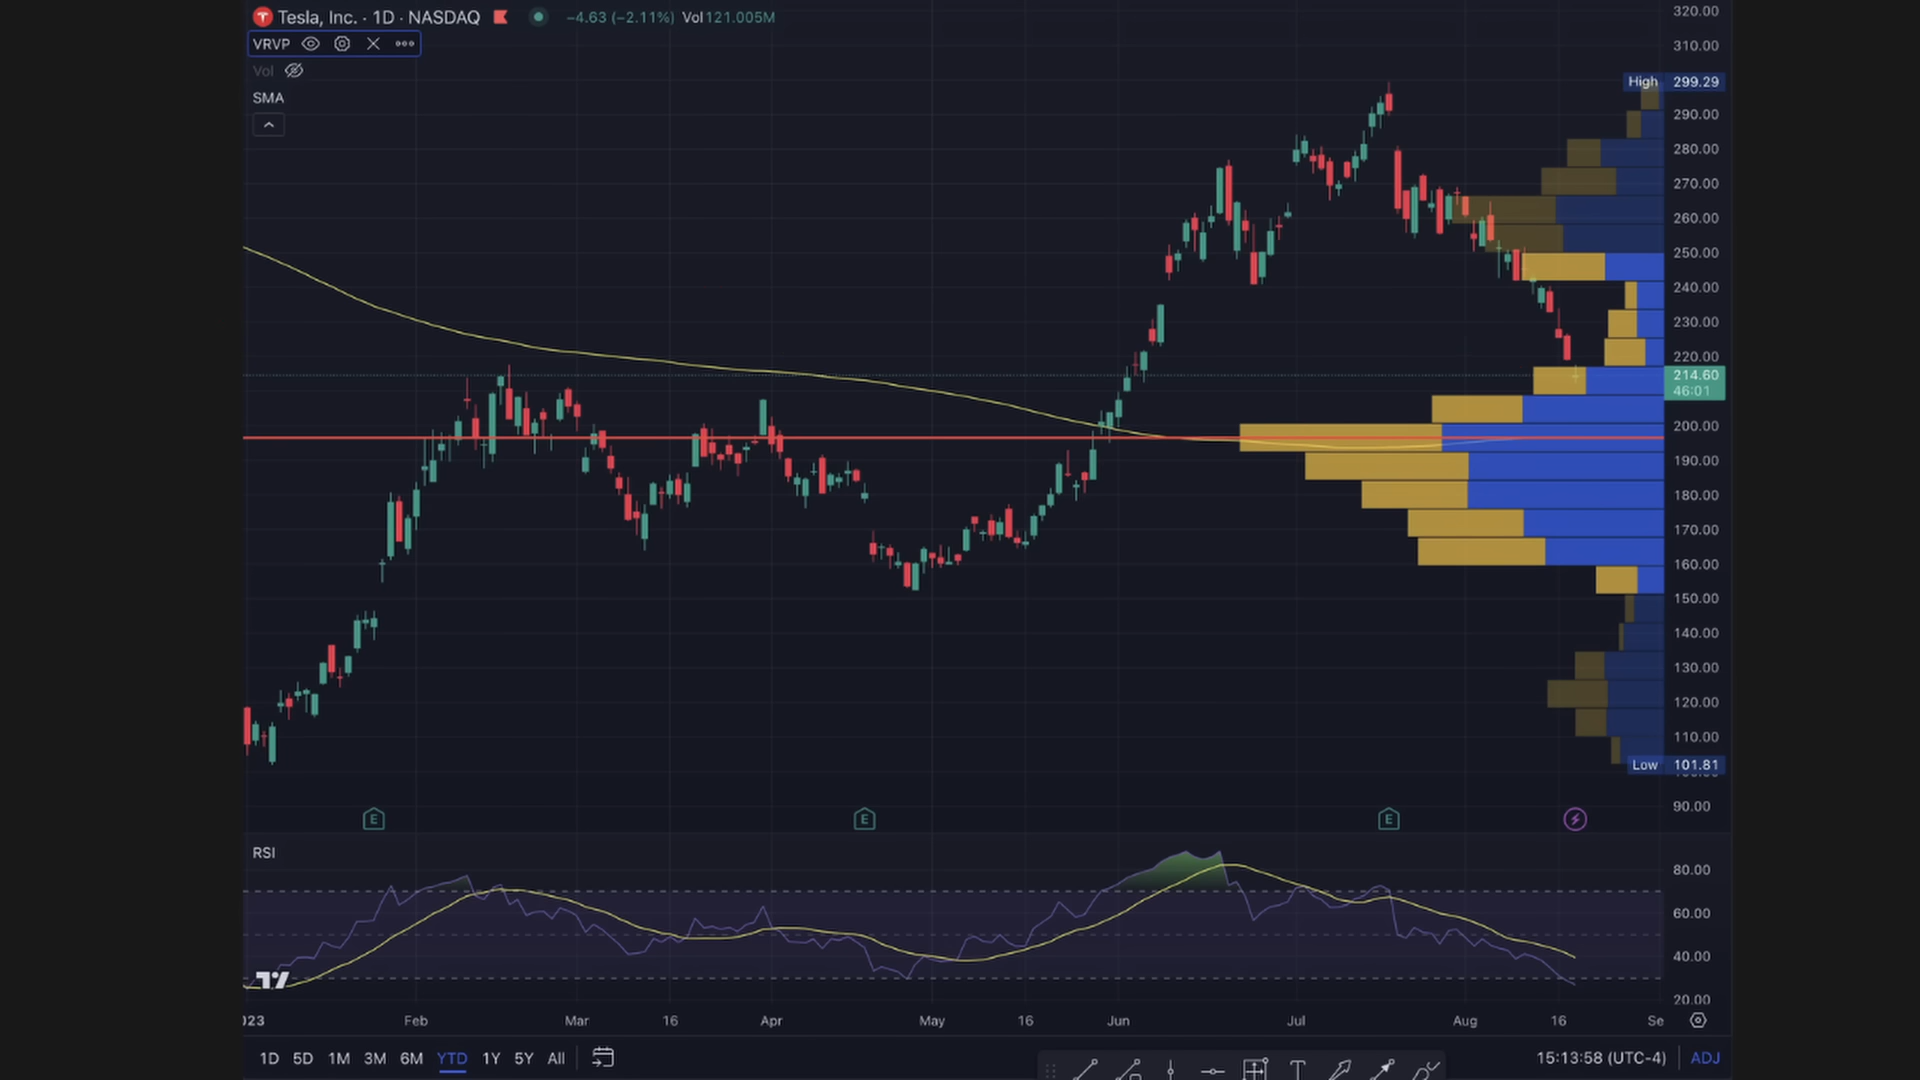 Tesla, Inc. · 1D · NASDAQ −4.63 (−2.11%) Vol 121.005M
VRVP
Vol
SMA
320.00
310.00
High 299.29
290.00
280.00
270.00
260.00
250.00
240.00
230.00
220.00
214.60
46:01
200.00
190.00
180.00
170.00
160.00
150.00
140.00
130.00
120.00
110.00
Low 101.81
90.00
E E E
RSI
80.00
60.00
40.00
20.00
023 Feb Mar 16 Apr May 16 Jun Jul Aug 16 Se
1D 5D 1M 3M 6M YTD 1Y 5Y All 15:13:58 (UTC-4) ADJ